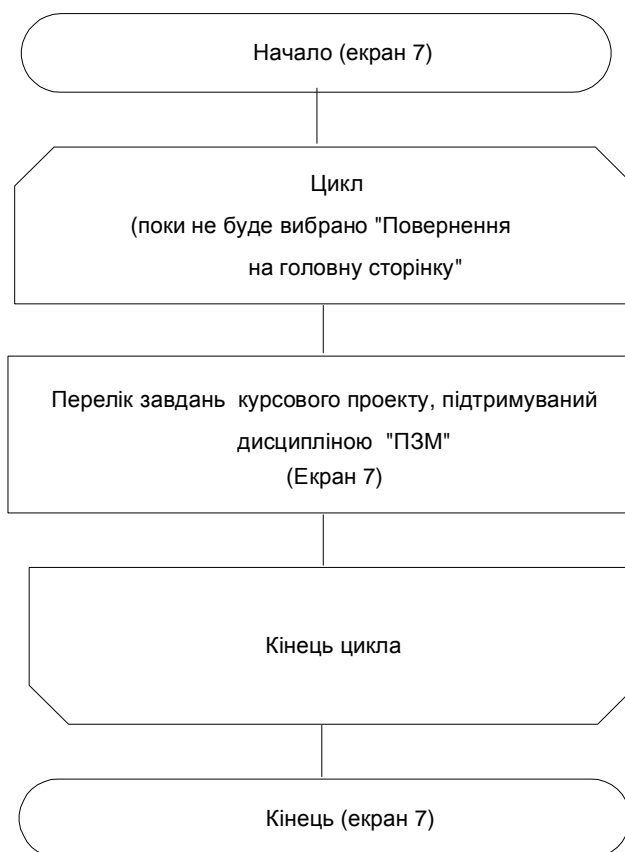 Начало (екран 7)
Цикл
(поки не буде вибрано "Повернення
на головну сторінку"
Перелік завдань курсового проекту, підтримуваний
дисципліною "ПЗМ"
(Екран 7)
Кінець цикла
Кінець (екран 7)